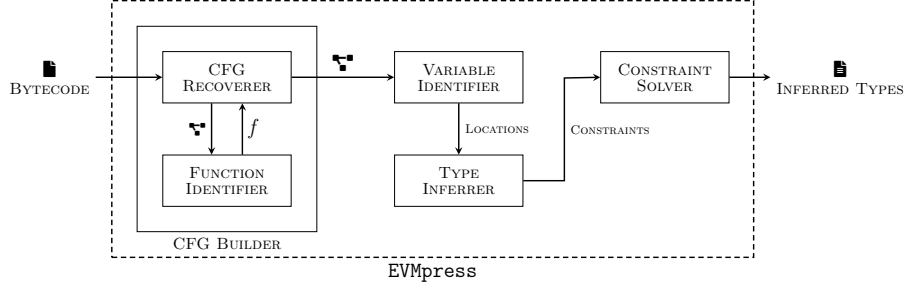 BYTECODE
CFG
RECOVERER
f
FUNCTION
IDENTIFIER
CFG BUILDER
VARIABLE
IDENTIFIER
LOCATIONS
TYPE
INFERRER
CONSTRAINTS
CONSTRAINT
SOLVER
INFERRED TYPES
EVMpress